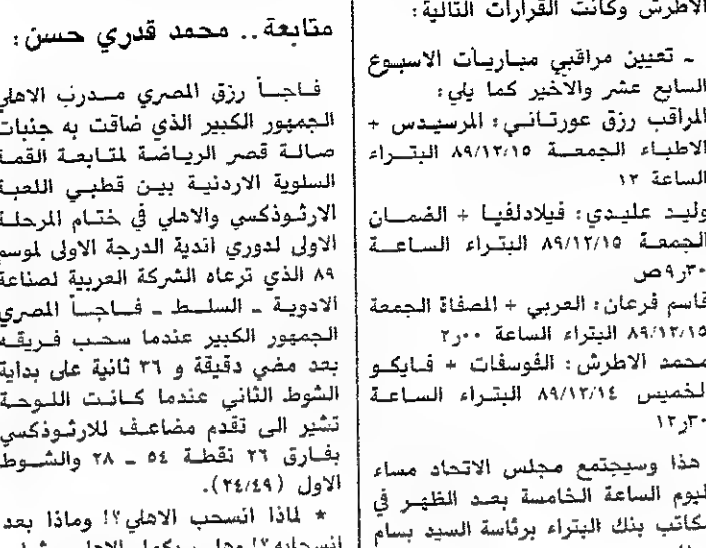 متابعة.. محمد قدري حسن:
فاجأ رزق المصري مدرب الاهلي
الجمهور الكبير الذي ضاقت به جنبات
صالة قصر الرياضة لمتابعة القمة
السلوية الاردنية بين قطبي اللعبة
الارثوذكسي والاهلي في ختام المرحلة
الاولى لدوري اندية الدرجة الاولى لموسم
٨٩ الذي ترعاه الشركة العربية لصناعة
الادوية ـ السلط ـ فاجأ المصري
الجمهور الكبير عندما سحب فريقه
بعد مضي دقيقة و ٣٦ ثانية على بداية
الشوط الثاني عندما كانت اللوحة
تشير الى تقدم مضاعف للارثوذكسي
بفارق ٢٦ نقطة ٥٤ ـ ٢٨ والشوط
الاول (٢٤/٤٩).
* لماذا انسحب الاهلي؟! وماذا بعد
انسحابه؟!
الاطرش وكانت القرارات التالية:
ـ تعيين مراقبي مباريات الاسبوع
السابع عشر والاخير كما يلي:
المراقب رزق عورتاني: المرسيدس +
الاطباء الجمعة ٨٩/١٢/١٥ البتراء
الساعة ١٢
وليد عليدي: فيلادلفيا + الضمان
الجمعة ٨٩/١٢/١٥ البتراء الساعة
٩ر٣٠ ص
قاسم فرعان: العربي + المصفاة الجمعة
٨٩/١٢/١٥ البتراء الساعة ٢ر٠٠
محمد الاطرش: الفوسفات + فايكو
الخميس ٨٩/١٢/١٤ البتراء الساعة
١٢ر٣٠
هذا وسيجتمع مجلس الاتحاد مساء
اليوم الساعة الخامسة بعد الظهر في
مكاتب بنك البتراء برئاسة السيد بسام